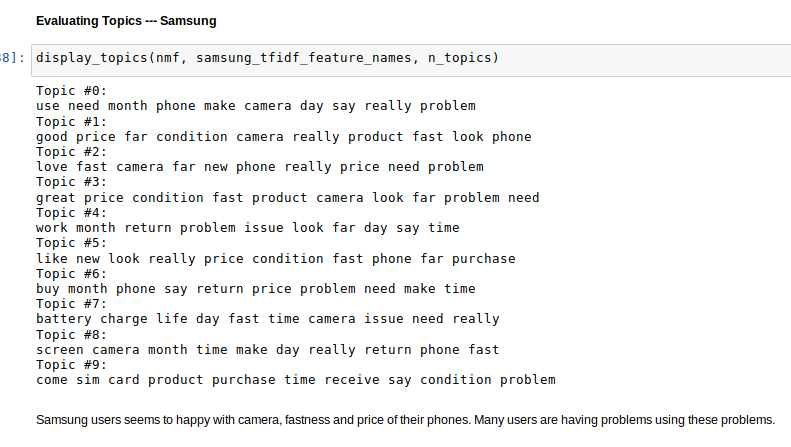 Evaluating Topics --- Samsung
8]: display_topics(nmf, samsung_tfidf_feature_names, n_topics)
Topic #0:
use need month phone make camera day say really problem
Topic #1:
good price far condition camera really product fast look phone
Topic #2:
love fast camera far new phone really price need problem
Topic #3:
great price condition fast product camera look far problem need
Topic #4:
work month return problem issue look far day say time
Topic #5:
like new look really price condition fast phone far purchase
Topic #6:
buy month phone say return price problem need make time
Topic #7:
battery charge life day fast time camera issue need really
Topic #8:
screen camera month time make day really return phone fast
Topic #9:
come sim card product purchase time receive say condition problem
Samsung users seems to happy with camera, fastness and price of their phones. Many users are having problems using these problems.